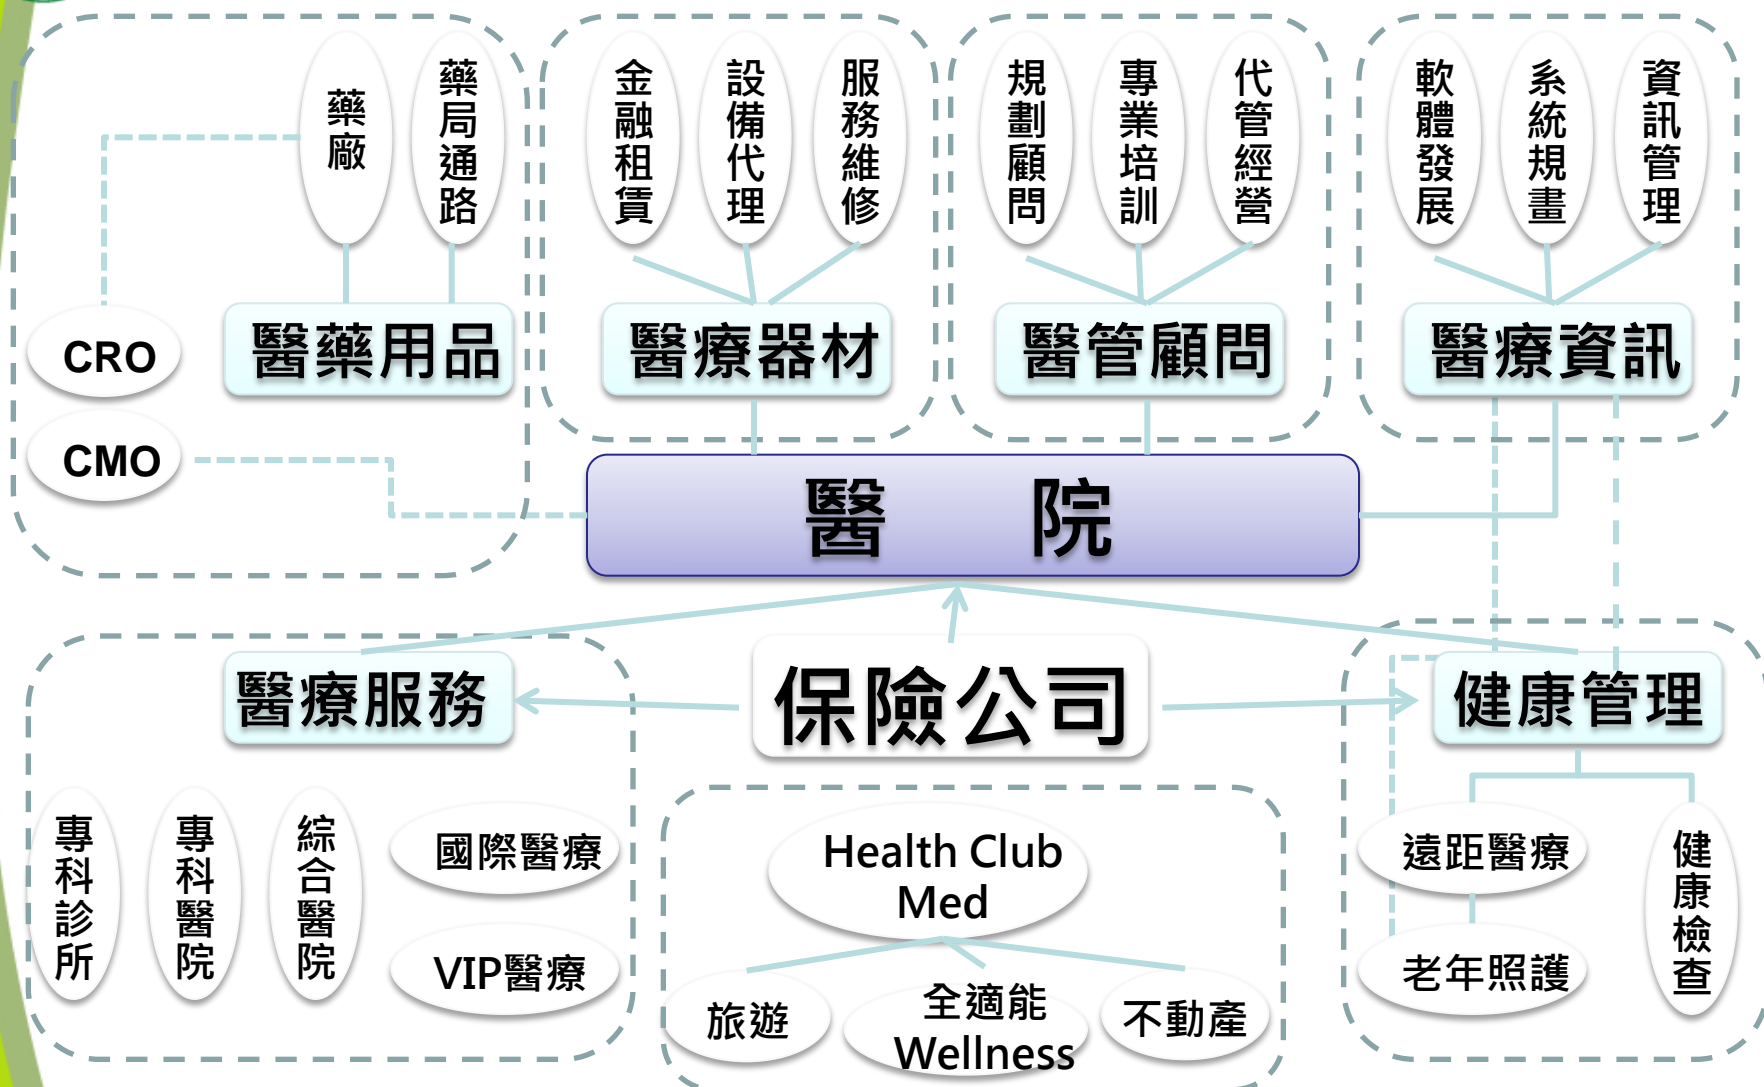 藥廠
藥局通路
金融租賃
設備代理
服務維修
規劃顧問
專業培訓
代管經營
軟體發展
系統規畫
資訊管理
CRO
醫藥用品
醫療器材
醫管顧問
醫療資訊
CMO
醫 院
醫療服務
保險公司
健康管理
專科診所
專科醫院
綜合醫院
國際醫療
VIP醫療
Health Club
Med
旅遊
全適能
Wellness
不動產
遠距醫療
老年照護
健康檢查